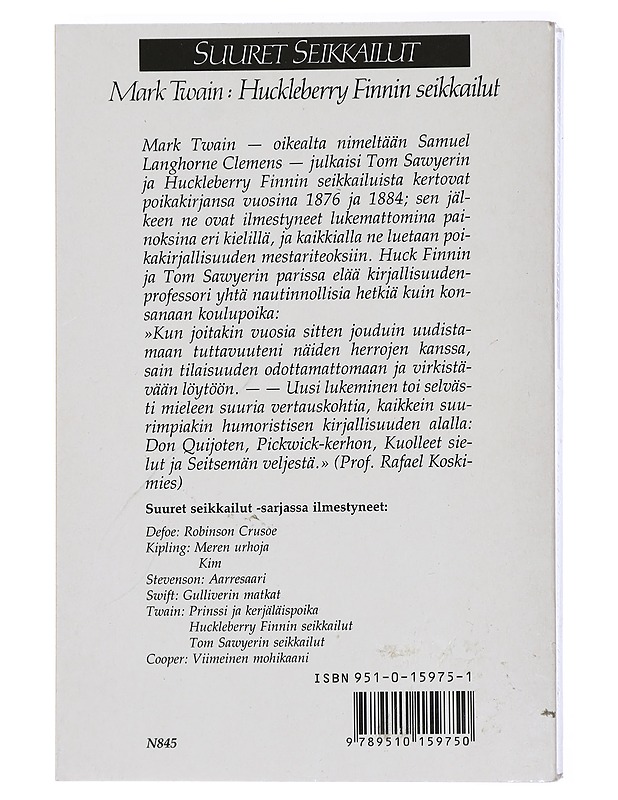 SUURET SEIKKAILUT
Mark Twain: Huckleberry Finnin seikkailut
Mark Twain — oikealta nimeltään Samuel
Langhorne Clemens — julkaisi Tom Sawyerin
ja Huckleberry Finnin seikkailuista kertovat
poikakirjansa vuosina 1876 ja 1884; sen jäl-
keen ne ovat ilmestyneet lukemattomina pai-
noksina eri kielillä, ja kaikkialla ne luetaan poi-
kakirjallisuuden mestariteoksiin. Huck Finnin
ja Tom Sawyerin parissa elää kirjallisuuden-
professori yhtä nautinnollisia hetkiä kuin kon-
sanaan koulupoika:
»Kun joitakin vuosia sitten jouduin uudista-
maan tuttavuuteni näiden herrojen kanssa,
sain tilaisuuden odottamattomaan ja virkistä-
vään löytöön. — — Uusi lukeminen toi selväs-
ti mieleen suuria vertauskohtia, kaikkein suu-
rimpiakin humoristisen kirjallisuuden alalla:
Don Quijoten, Pickwick-kerhon, Kuolleet sie-
lut ja Seitsemän veljestä.» (Prof. Rafael Koski-
mies)
Suuret seikkailut -sarjassa ilmestyneet:
Defoe: Robinson Crusoe
Kipling: Meren urhoja
Kim
Stevenson: Aarresaari
Swift: Gulliverin matkat
Twain: Prinssi ja kerjäläispoika
Huckleberry Finnin seikkailut
Tom Sawyerin seikkailut
Cooper: Viimeinen mohikaani
ISBN 951-0-15975-1
N845
9 789510 159750